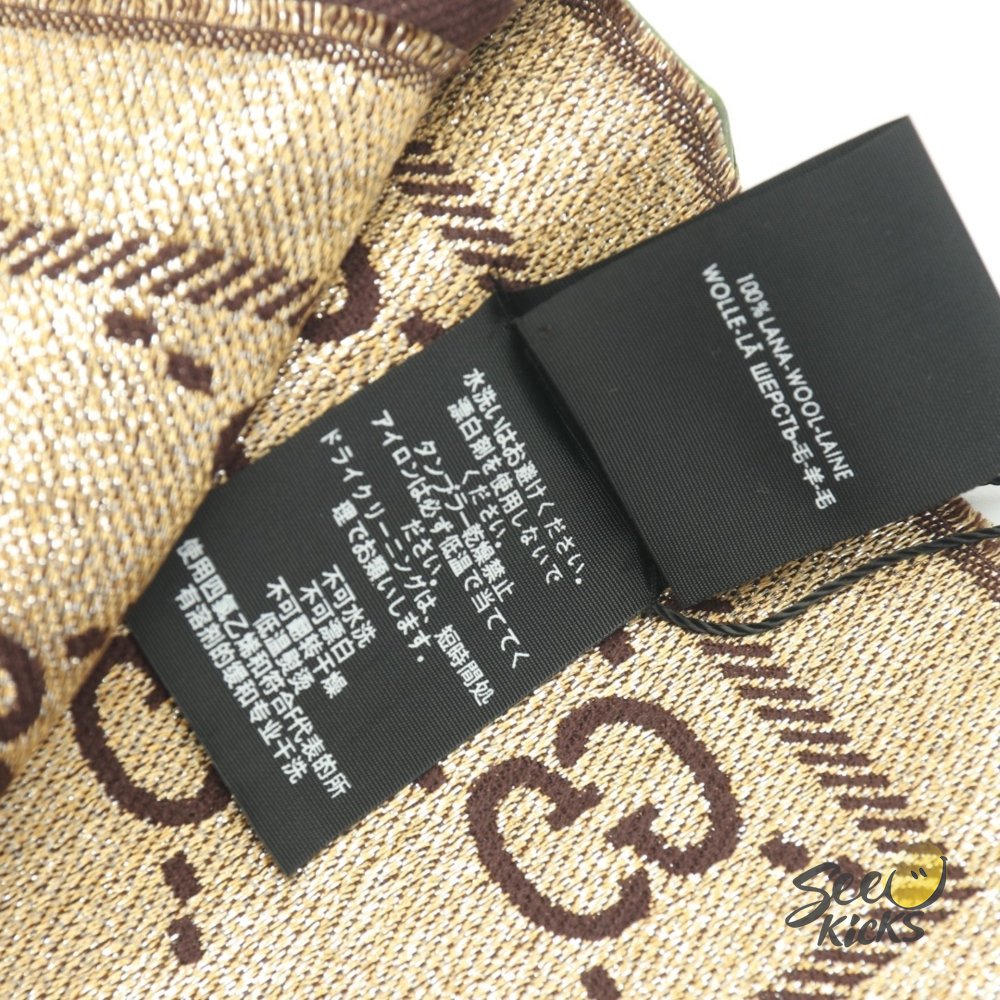 100% LANA-WOOL-LAINE
WOLLE-LÃ ШЕРСТЬ-毛-羊毛
水洗いはお避けください。
漂白剤を使用しないで
ください。
タンブラー乾燥禁止
アイロンは必ず低温で当ててく
ださい。
ドライクリーニングは、短時間処
理でお願いします。
不可水洗
不可漂白
不可翻转干燥
低温熨烫
使用四氯乙烯和符合F代表的所
有溶剂的缓和专业干洗
See
KicKS